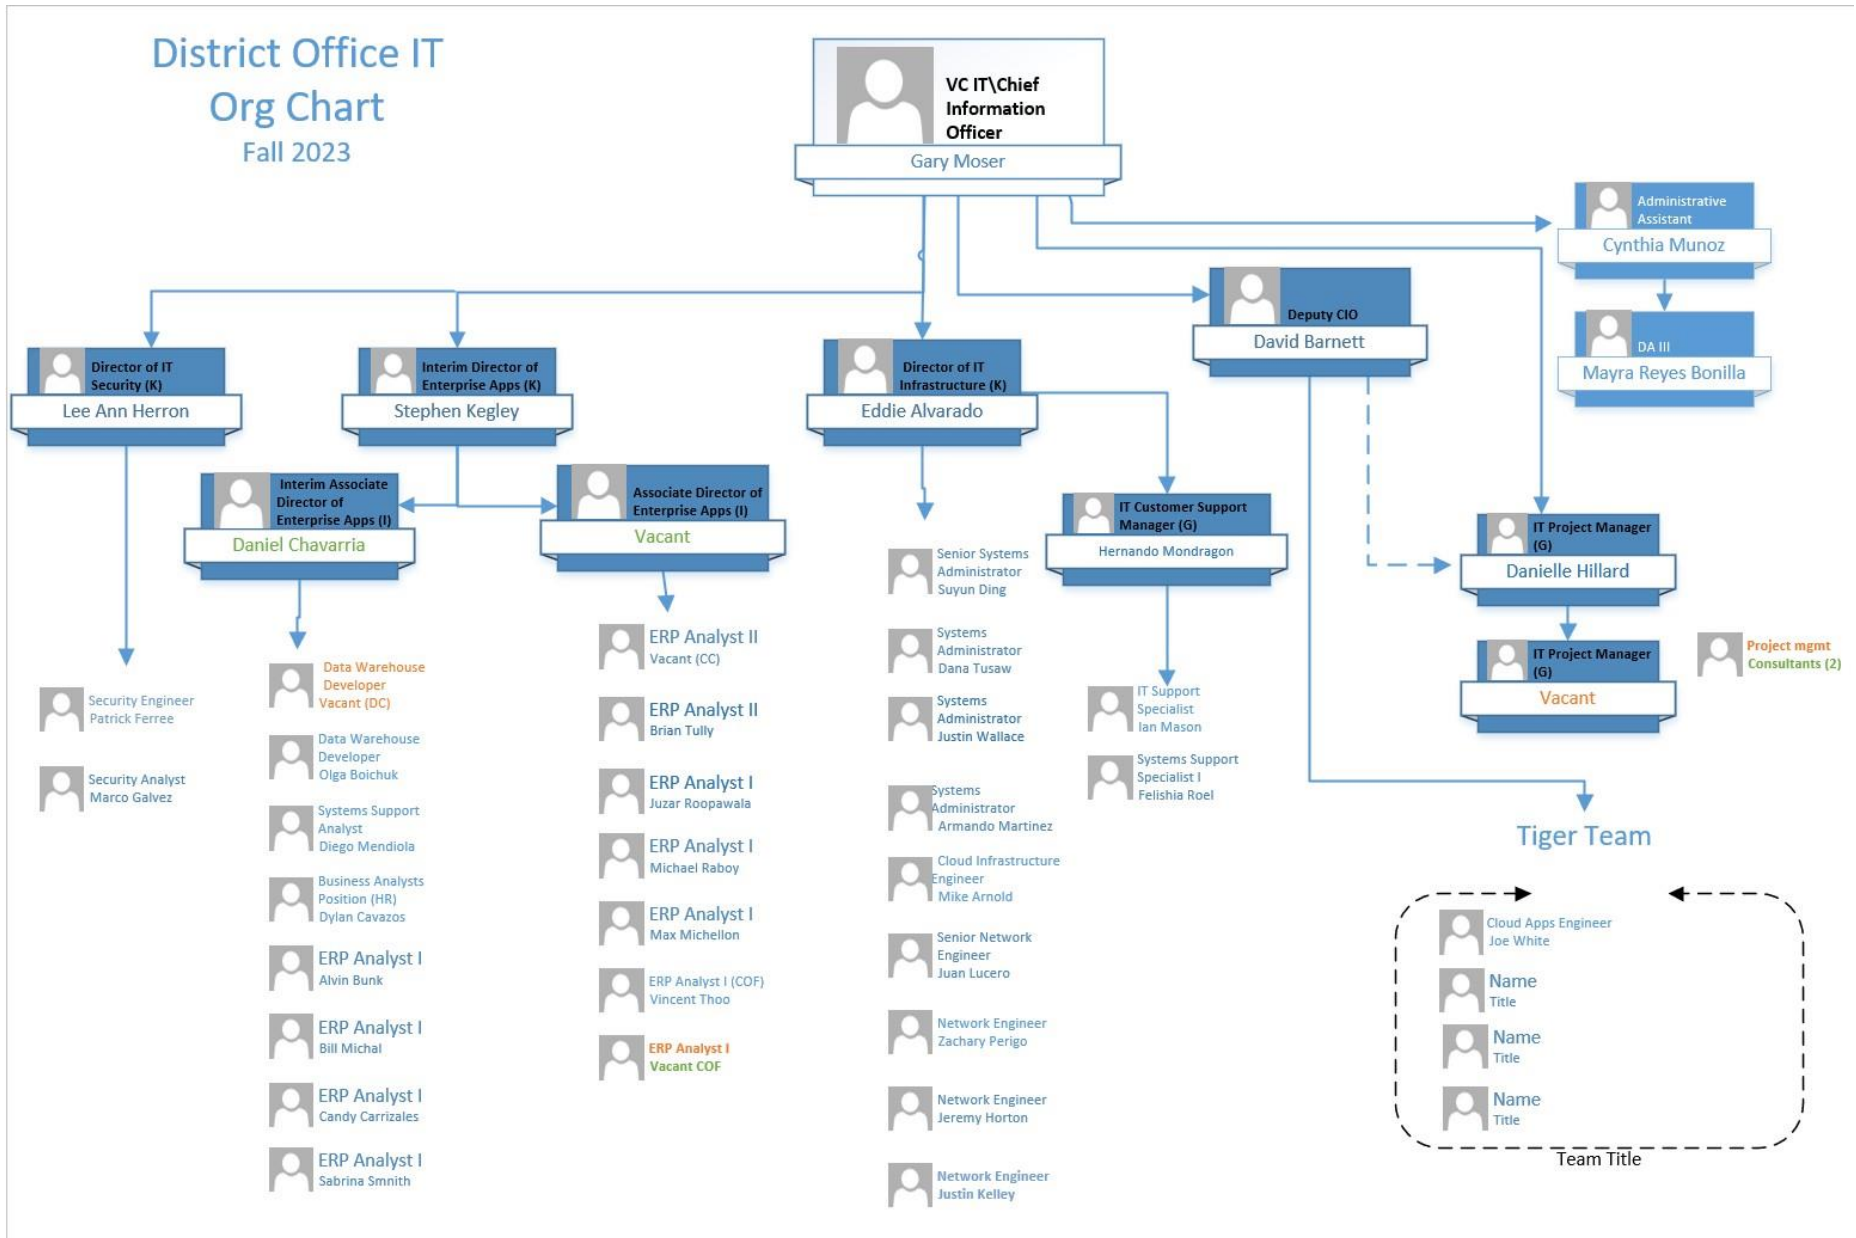 District Office IT
Org Chart
Fall 2023
VC IT\Chief
Information
Officer
Gary Moser
Administrative
Assistant
Cynthia Munoz
DA III
Mayra Reyes Bonilla
Deputy CIO
David Barnett
Director of IT
Security (K)
Lee Ann Herron
Interim Director of
Enterprise Apps (K)
Stephen Kegley
Director of IT
Infrastructure (K)
Eddie Alvarado
Interim Associate
Director of
Enterprise Apps (I)
Daniel Chavarria
Associate Director of
Enterprise Apps (I)
Vacant
IT Customer Support
Manager (G)
Hernando Mondragon
IT Project Manager
(G)
Danielle Hillard
IT Project Manager
(G)
Vacant
Project mgmt
Consultants (2)
Security Engineer
Patrick Ferree
Security Analyst
Marco Galvez
Data Warehouse
Developer
Vacant (DC)
Data Warehouse
Developer
Olga Boichuk
Systems Support
Analyst
Diego Mendiola
Business Analysts
Position (HR)
Dylan Cavazos
ERP Analyst I
Alvin Bunk
ERP Analyst I
Bill Michal
ERP Analyst I
Candy Carrizales
ERP Analyst I
Sabrina Smnith
ERP Analyst II
Vacant (CC)
ERP Analyst II
Brian Tully
ERP Analyst I
Juzar Roopawala
ERP Analyst I
Michael Raboy
ERP Analyst I
Max Michellon
ERP Analyst I (COF)
Vincent Thoo
ERP Analyst I
Vacant COF
Senior Systems
Administrator
Suyun Ding
Systems
Administrator
Dana Tusaw
Systems
Administrator
Justin Wallace
Systems
Administrator
Armando Martinez
Cloud Infrastructure
Engineer
Mike Arnold
Senior Network
Engineer
Juan Lucero
Network Engineer
Zachary Perigo
Network Engineer
Jeremy Horton
Network Engineer
Justin Kelley
IT Support
Specialist
Ian Mason
Systems Support
Specialist I
Felishia Roel
Tiger Team
Cloud Apps Engineer
Joe White
Name
Title
Name
Title
Name
Title
Team Title